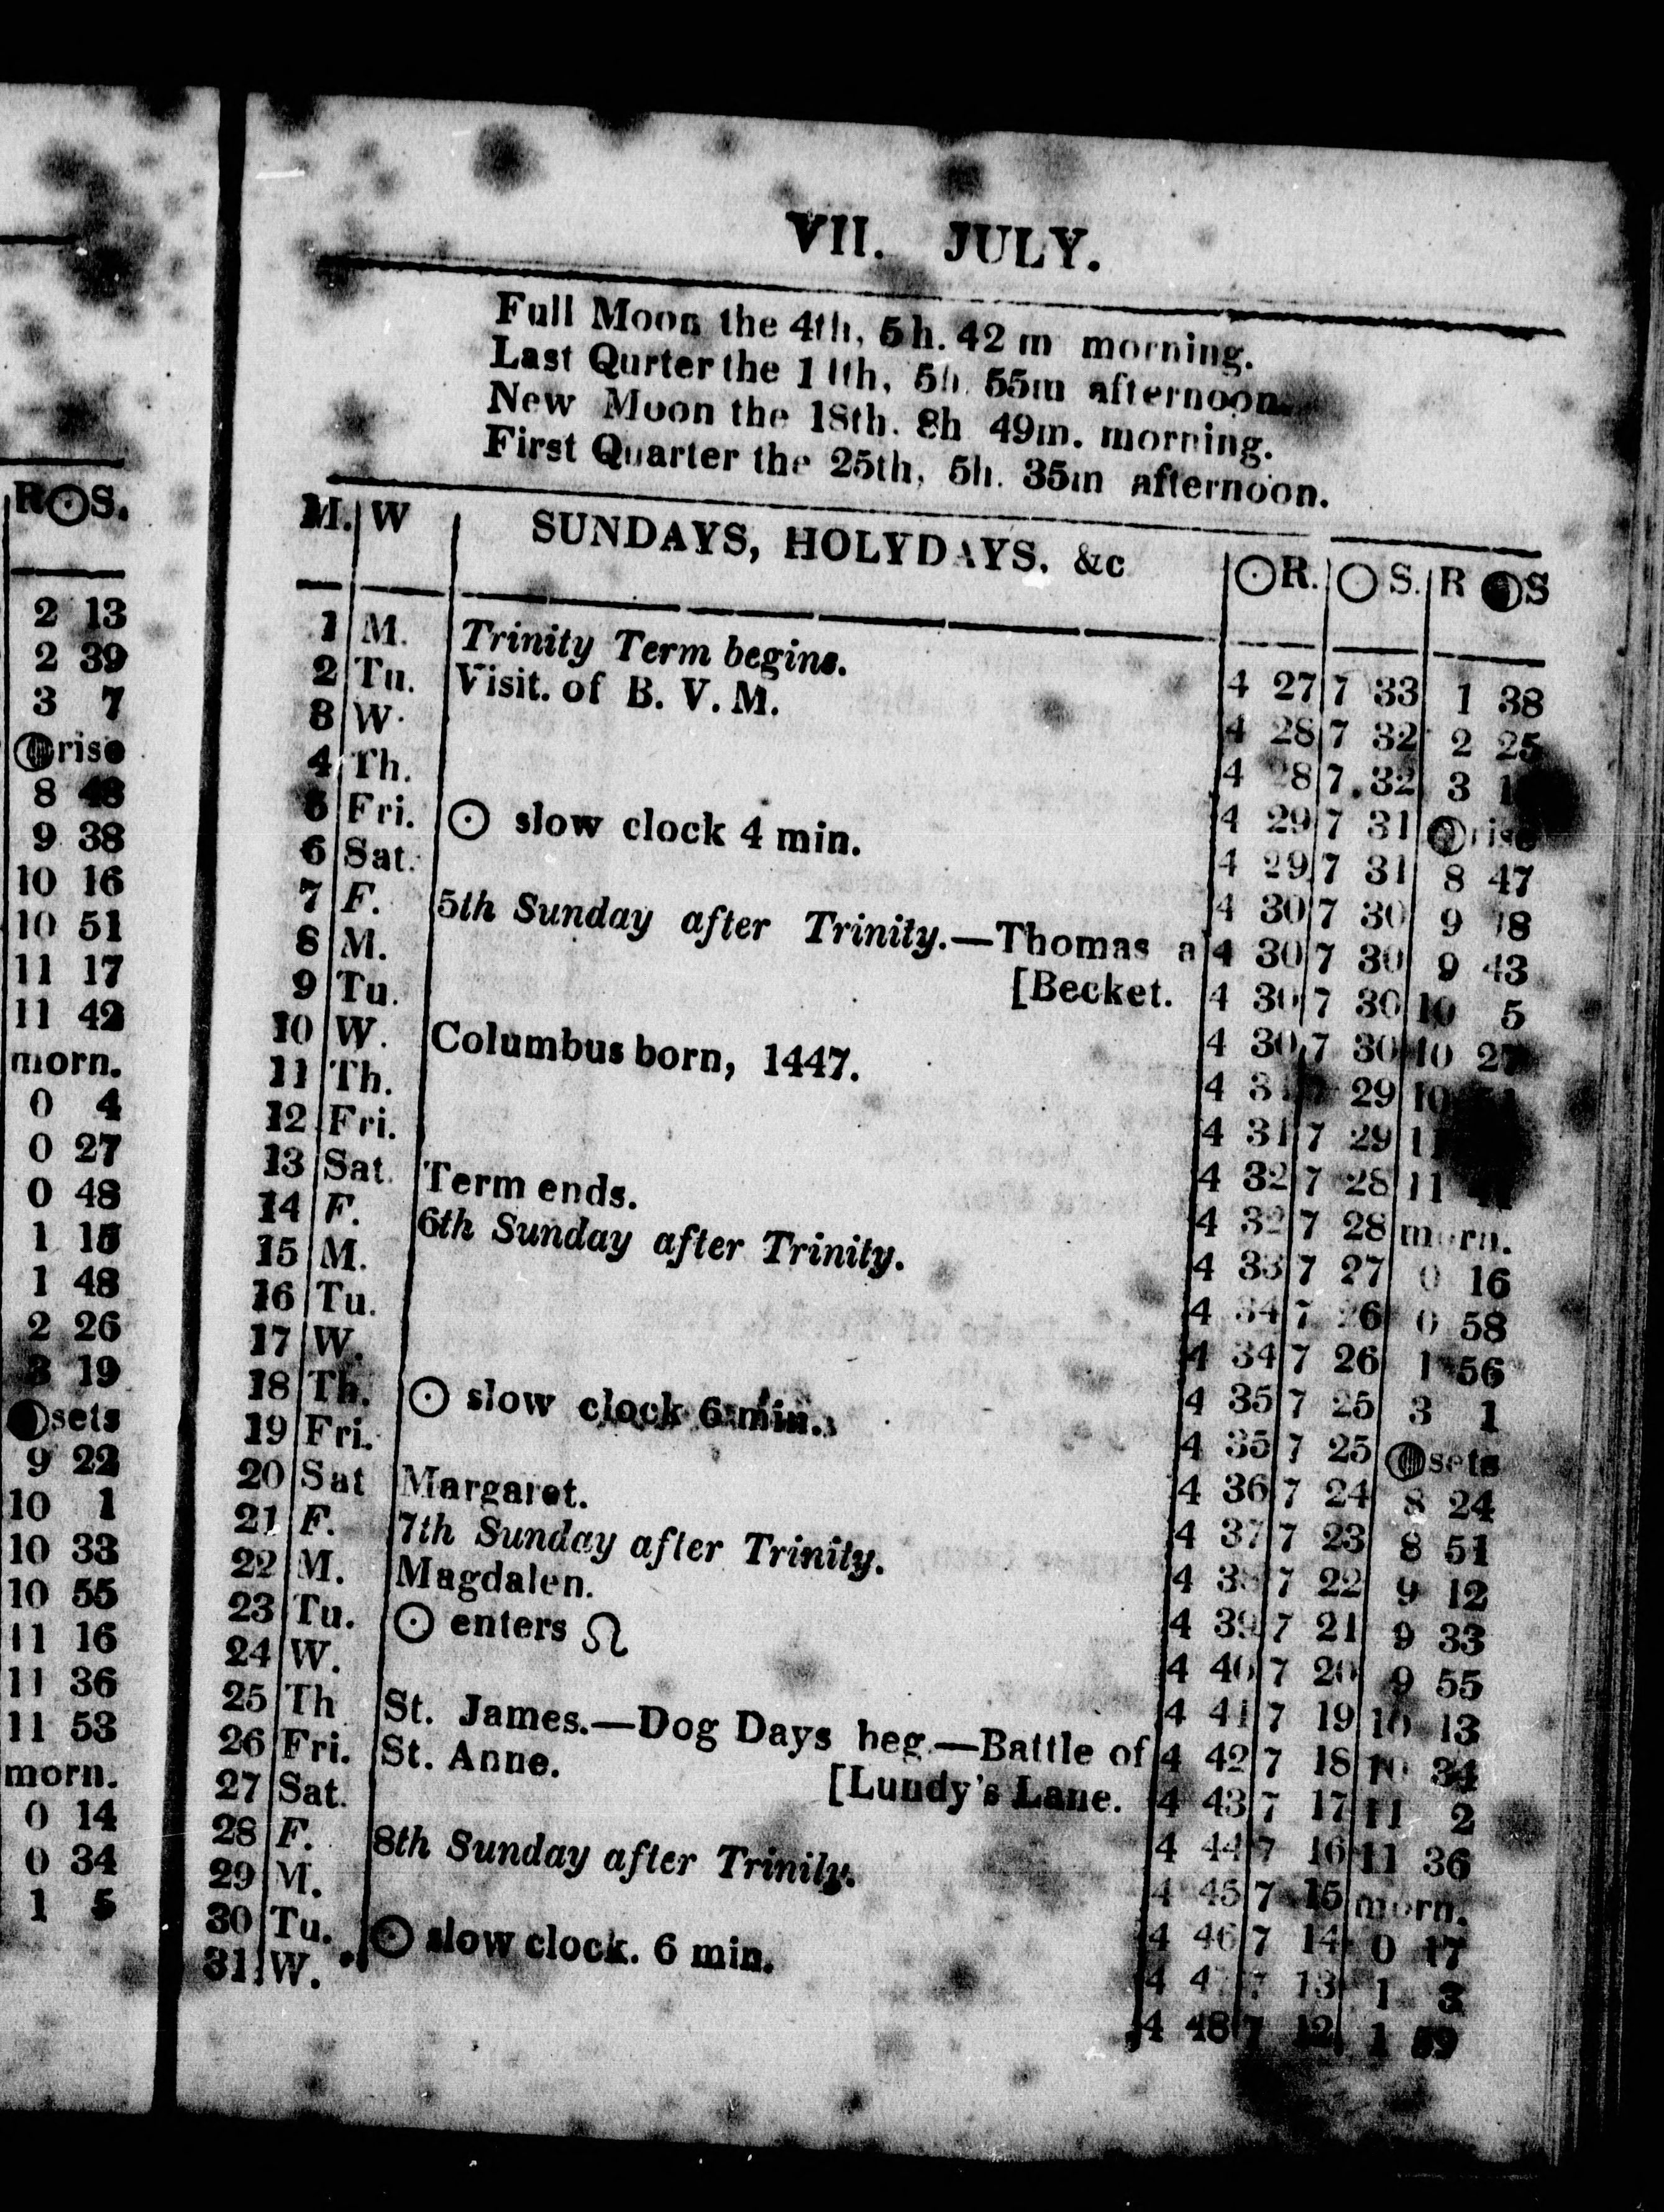 R☉S.
2 13
2 39
3 7
rise
8 48
9 38
10 16
10 51
11 17
11 42
morn.
0 4
0 27
0 48
1 15
1 48
2 26
3 19
sets
9 22
10 1
10 33
10 55
11 16
11 36
11 53
morn.
0 14
0 34
1 5
VII. JULY.
Full Moon the 4th, 5h. 42 m morning.
Last Qurter the 11th, 5h. 55m afternoon.
New Moon the 18th. 8h 49m. morning.
First Quarter the 25th, 5h. 35m afternoon.
M. W SUNDAYS, HOLYDAYS, &c ☉R. ☉S. R S
1 M. Trinity Term begins. 4 27 7 33 1 38
2 Tu. Visit. of B. V. M. 4 28 7 32 2 25
3 W. 4 28 7 32 3
4 Th. 4 29 7 31 rise
5 Fri. ☉ slow clock 4 min. 4 29 7 31 8 47
6 Sat. 4 30 7 30 9 18
7 F. 5th Sunday after Trinity.—Thomas a 4 30 7 30 9 43
8 M. [Becket. 4 30 7 30 10 5
9 Tu. 4 30 7 30 10 27
10 W. Columbus born, 1447. 4 31 29 10
11 Th. 4 31 7 29 11
12 Fri. 4 32 7 28 11
13 Sat. Term ends. 4 32 7 28 morn.
14 F. 6th Sunday after Trinity. 4 33 7 27 0 16
15 M. 4 34 7 26 0 58
16 Tu. 4 34 7 26 1 56
17 W. 4 35 7 25 3 1
18 Th. ☉ slow clock 6 min. 4 35 7 25 sets
19 Fri. 4 36 7 24 8 24
20 Sat Margaret. 4 37 7 23 8 51
21 F. 7th Sunday after Trinity. 4 38 7 22 9 12
22 M. Magdalen. 4 39 7 21 9 33
23 Tu. ☉ enters ♌ 4 40 7 20 9 55
24 W. 4 41 7 19 10 13
25 Th St. James.—Dog Days beg.—Battle of 4 42 7 18 10 34
26 Fri. St. Anne. [Lundy's Lane. 4 43 7 17 11 2
27 Sat. 4 44 7 16 11 36
28 F. 8th Sunday after Trinity. 4 45 7 15 morn.
29 M. 4 46 7 14 0 17
30 Tu. ☉ slow clock. 6 min. 4 47 7 13 1 3
31 W. 4 48 7 12 1 59